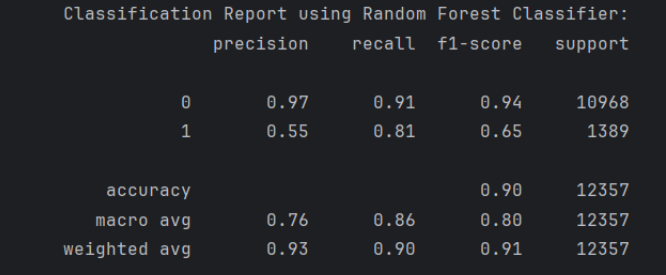 Classification Report using Random Forest Classifier:
precision recall f1-score support
0 0.97 0.91 0.94 10968
1 0.55 0.81 0.65 1389
accuracy 0.90 12357
macro avg 0.76 0.86 0.80 12357
weighted avg 0.93 0.90 0.91 12357